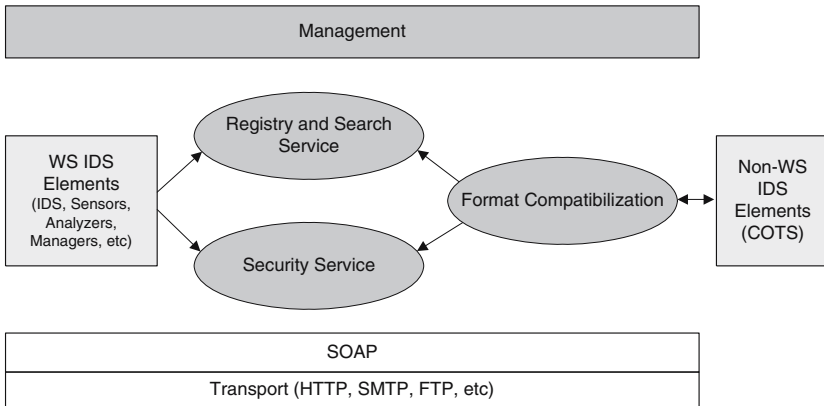 Management
Registry and Search
Service
WS IDS
Elements
(IDS, Sensors,
Analyzers,
Managers, etc)
Format Compatibilization
Non-WS
IDS
Elements
(COTS)
Security Service
SOAP
Transport (HTTP, SMTP, FTP, etc)